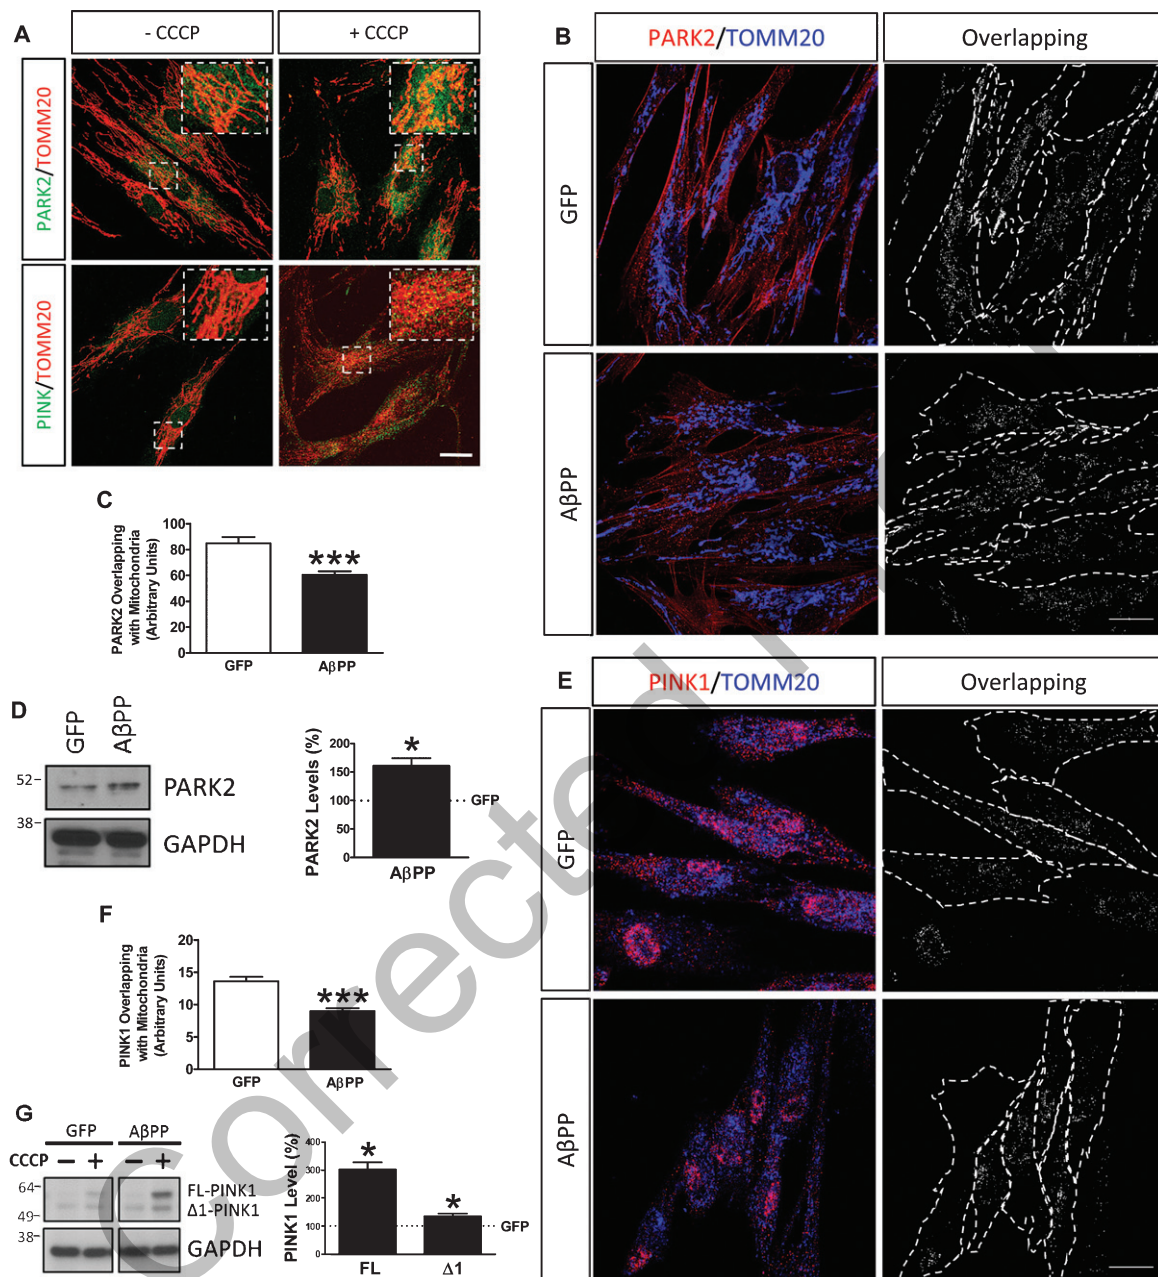 A
- CCCP
+ CCCP
PARK2/TOMM20
PINK/TOMM20
B
PARK2/TOMM20
Overlapping
GFP
AβPP
C
PARK2 Overlapping
with Mitochondria
(Arbitrary Units)
100
80
60
40
20
0
***
GFP
AβPP
D
GFP
AβPP
52
38
PARK2
GAPDH
PARK2 Levels (%)
200
150
100
50
0
*
GFP
AβPP
E
PINK1/TOMM20
Overlapping
GFP
AβPP
F
PINK1 Overlapping
with Mitochondria
(Arbitrary Units)
20
15
10
5
0
***
GFP
AβPP
G
GFP
AβPP
CCCP
− + − +
64
49
38
FL-PINK1
Δ1-PINK1
GAPDH
PINK1 Level (%)
400
300
200
100
0
*
*
GFP
FL
Δ1